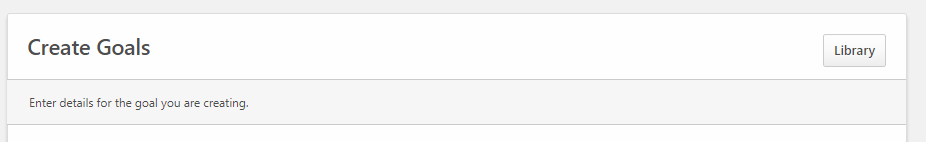 Create Goals
Library
Enter details for the goal you are creating.